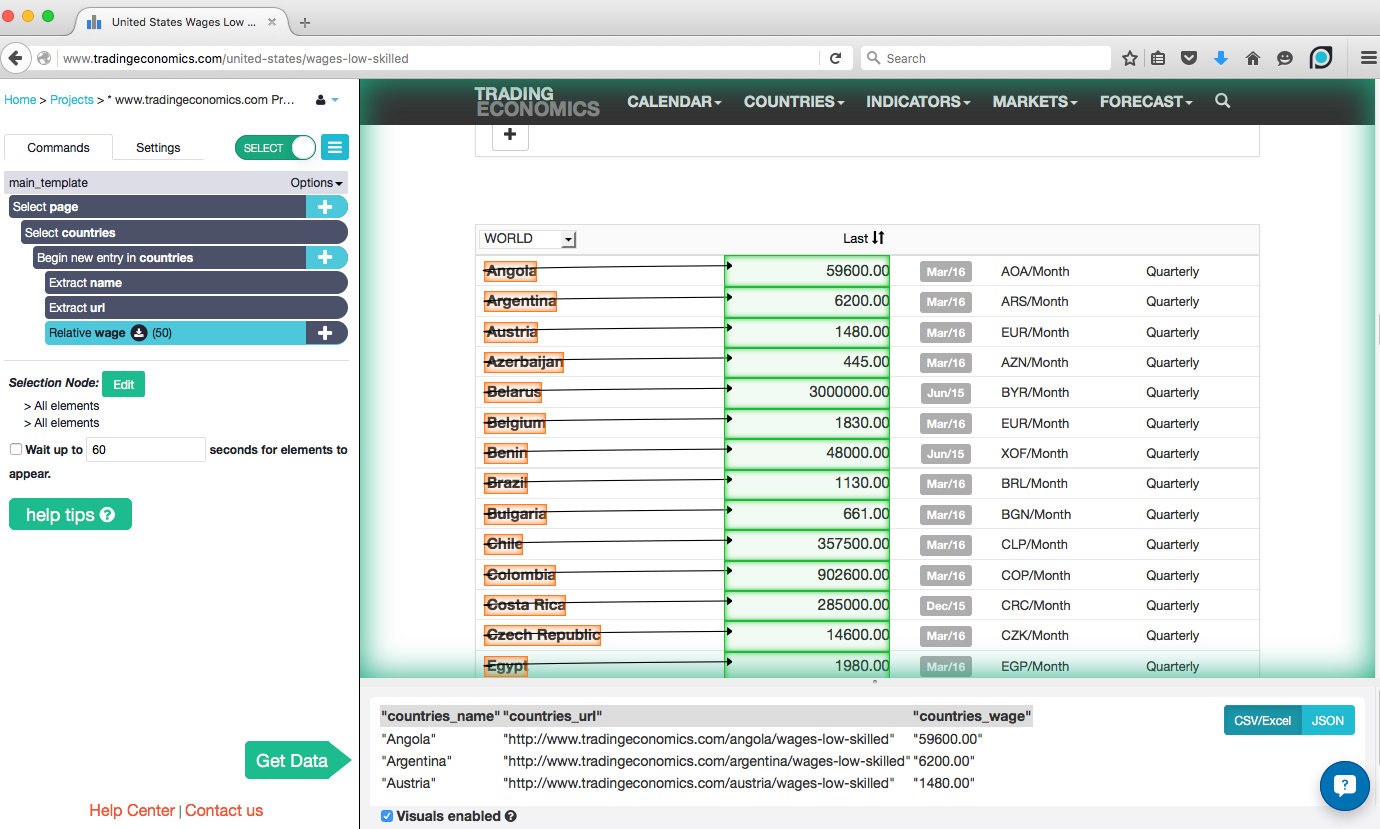 United States Wages Low ...
www.tradingeconomics.com/united-states/wages-low-skilled
Search
Home > Projects > * www.tradingeconomics.com Pr...
Commands
Settings
SELECT
main_template
Options
Select page
Select countries
Begin new entry in countries
Extract name
Extract url
Relative wage (50)
Selection Node: Edit
> All elements
> All elements
Wait up to 60 seconds for elements to
appear.
help tips
Get Data
Help Center | Contact us
TRADING
ECONOMICS
CALENDAR COUNTRIES INDICATORS MARKETS FORECAST
WORLD Last
Angola 59600.00 Mar/16 AOA/Month Quarterly
Argentina 6200.00 Mar/16 ARS/Month Quarterly
Austria 1480.00 Mar/16 EUR/Month Quarterly
Azerbaijan 445.00 Mar/16 AZN/Month Quarterly
Belarus 3000000.00 Jun/15 BYR/Month Quarterly
Belgium 1830.00 Mar/16 EUR/Month Quarterly
Benin 48000.00 Jun/15 XOF/Month Quarterly
Brazil 1130.00 Mar/16 BRL/Month Quarterly
Bulgaria 661.00 Mar/16 BGN/Month Quarterly
Chile 357500.00 Mar/16 CLP/Month Quarterly
Colombia 902600.00 Mar/16 COP/Month Quarterly
Costa Rica 285000.00 Dec/15 CRC/Month Quarterly
Czech Republic 14600.00 Mar/16 CZK/Month Quarterly
Egypt 1980.00 Mar/16 EGP/Month Quarterly
"countries_name" "countries_url" "countries_wage"
"Angola" "http://www.tradingeconomics.com/angola/wages-low-skilled" "59600.00"
"Argentina" "http://www.tradingeconomics.com/argentina/wages-low-skilled" "6200.00"
"Austria" "http://www.tradingeconomics.com/austria/wages-low-skilled" "1480.00"
CSV/Excel JSON
Visuals enabled